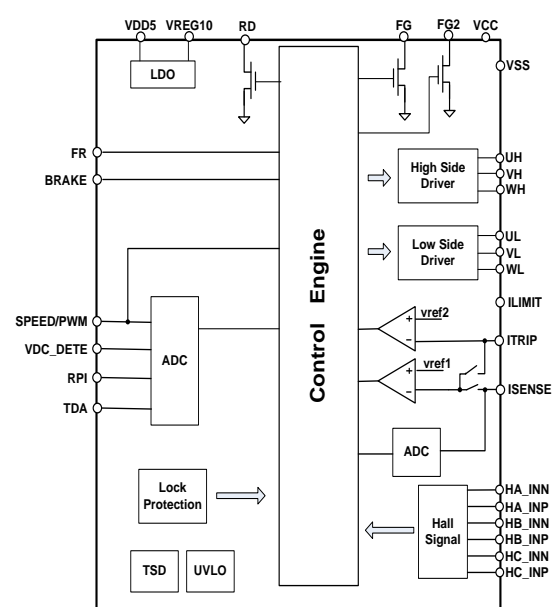 VDD5 VREG10 RD FG FG2 VCC
LDO
VSS
FR
BRAKE
High Side
Driver
UH
VH
WH
Low Side
Driver
UL
VL
WL
Control Engine
ILIMIT
SPEED/PWM
VDC_DETE
RPI
TDA
ADC
vref2
+
-
ITRIP
vref1
+
-
ISENSE
ADC
Lock
Protection
Hall
Signal
HA_INN
HA_INP
HB_INN
HB_INP
HC_INN
HC_INP
TSD
UVLO